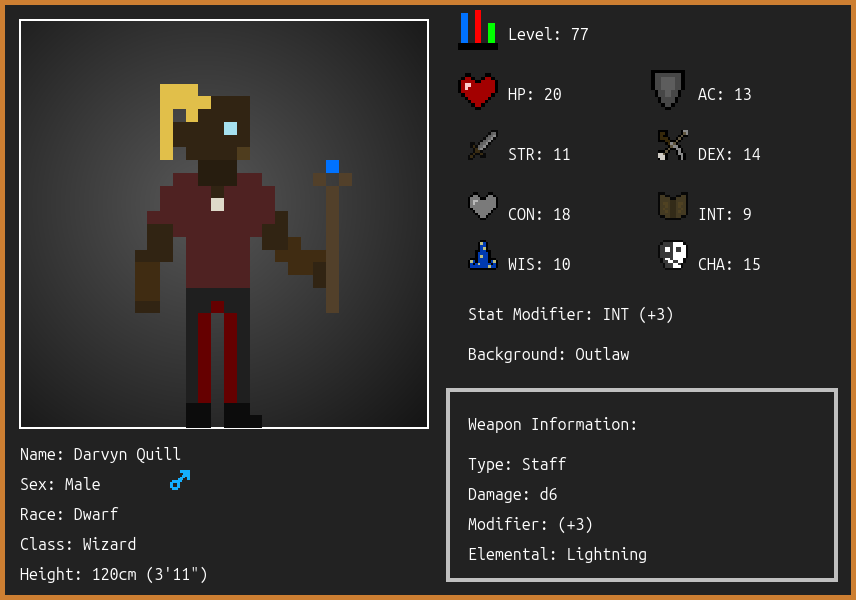 Level: 77
HP: 20
AC: 13
STR: 11
DEX: 14
CON: 18
INT: 9
WIS: 10
CHA: 15
Stat Modifier: INT (+3)
Background: Outlaw
Weapon Information:
Type: Staff
Damage: d6
Modifier: (+3)
Elemental: Lightning
Name: Darvyn Quill
Sex: Male
Race: Dwarf
Class: Wizard
Height: 120cm (3'11")